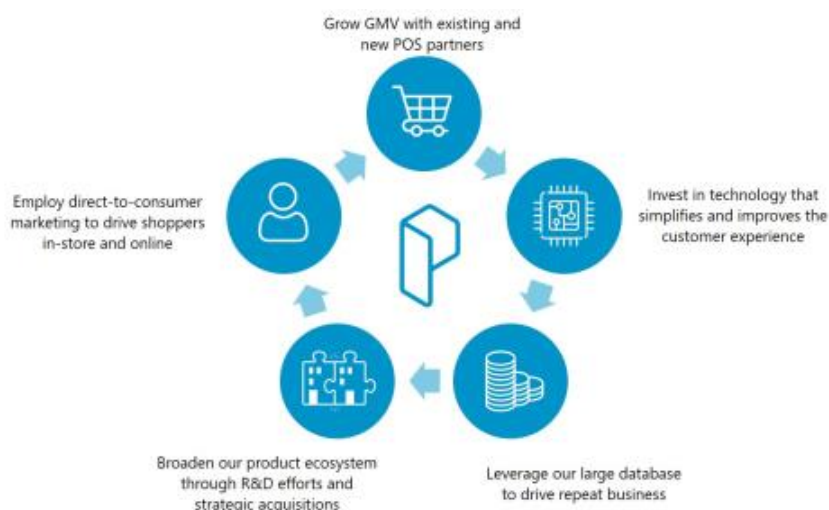 Grow GMV with existing and
new POS partners
Invest in technology that
simplifies and improves the
customer experience
Leverage our large database
to drive repeat business
Broaden our product ecosystem
through R&D efforts and
strategic acquisitions
Employ direct-to-consumer
marketing to drive shoppers
in-store and online